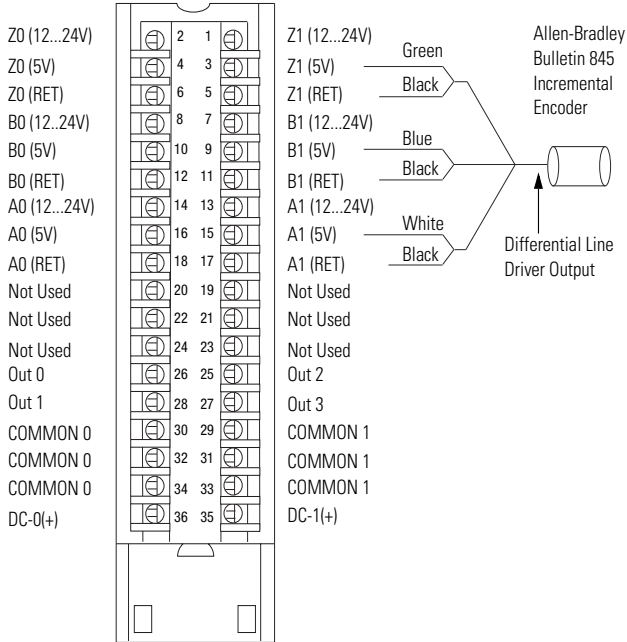 Z0 (12...24V) 2 1 Z1 (12...24V)
Z0 (5V) 4 3 Z1 (5V)
Z0 (RET) 6 5 Z1 (RET)
B0 (12..24V) 8 7 B1 (12...24V)
B0 (5V) 10 9 B1 (5V)
B0 (RET) 12 11 B1 (RET)
A0 (12..24V) 14 13 A1 (12...24V)
A0 (5V) 16 15 A1 (5V)
A0 (RET) 18 17 A1 (RET)
Not Used 20 19 Not Used
Not Used 22 21 Not Used
Not Used 24 23 Not Used
Out 0 26 25 Out 2
Out 1 28 27 Out 3
COMMON 0 30 29 COMMON 1
COMMON 0 32 31 COMMON 1
COMMON 0 34 33 COMMON 1
DC-0(+) 36 35 DC-1(+)
Green
Black
Blue
Black
White
Black
Allen-Bradley
Bulletin 845
Incremental
Encoder
Differential Line
Driver Output